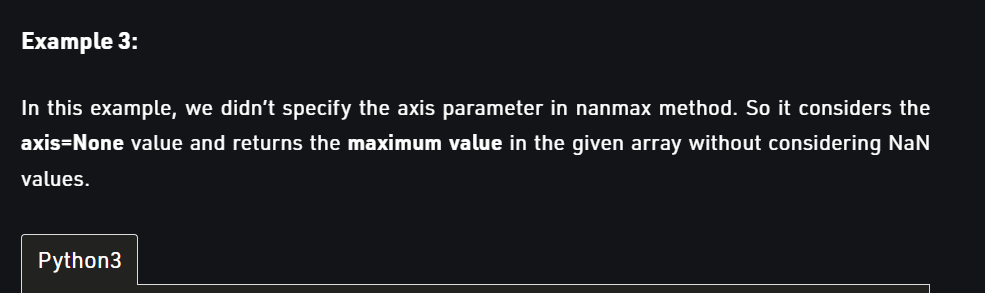 Example 3:
In this example, we didn't specify the axis parameter in nanmax method. So it considers the
axis=None value and returns the maximum value in the given array without considering NaN
values.
Python3